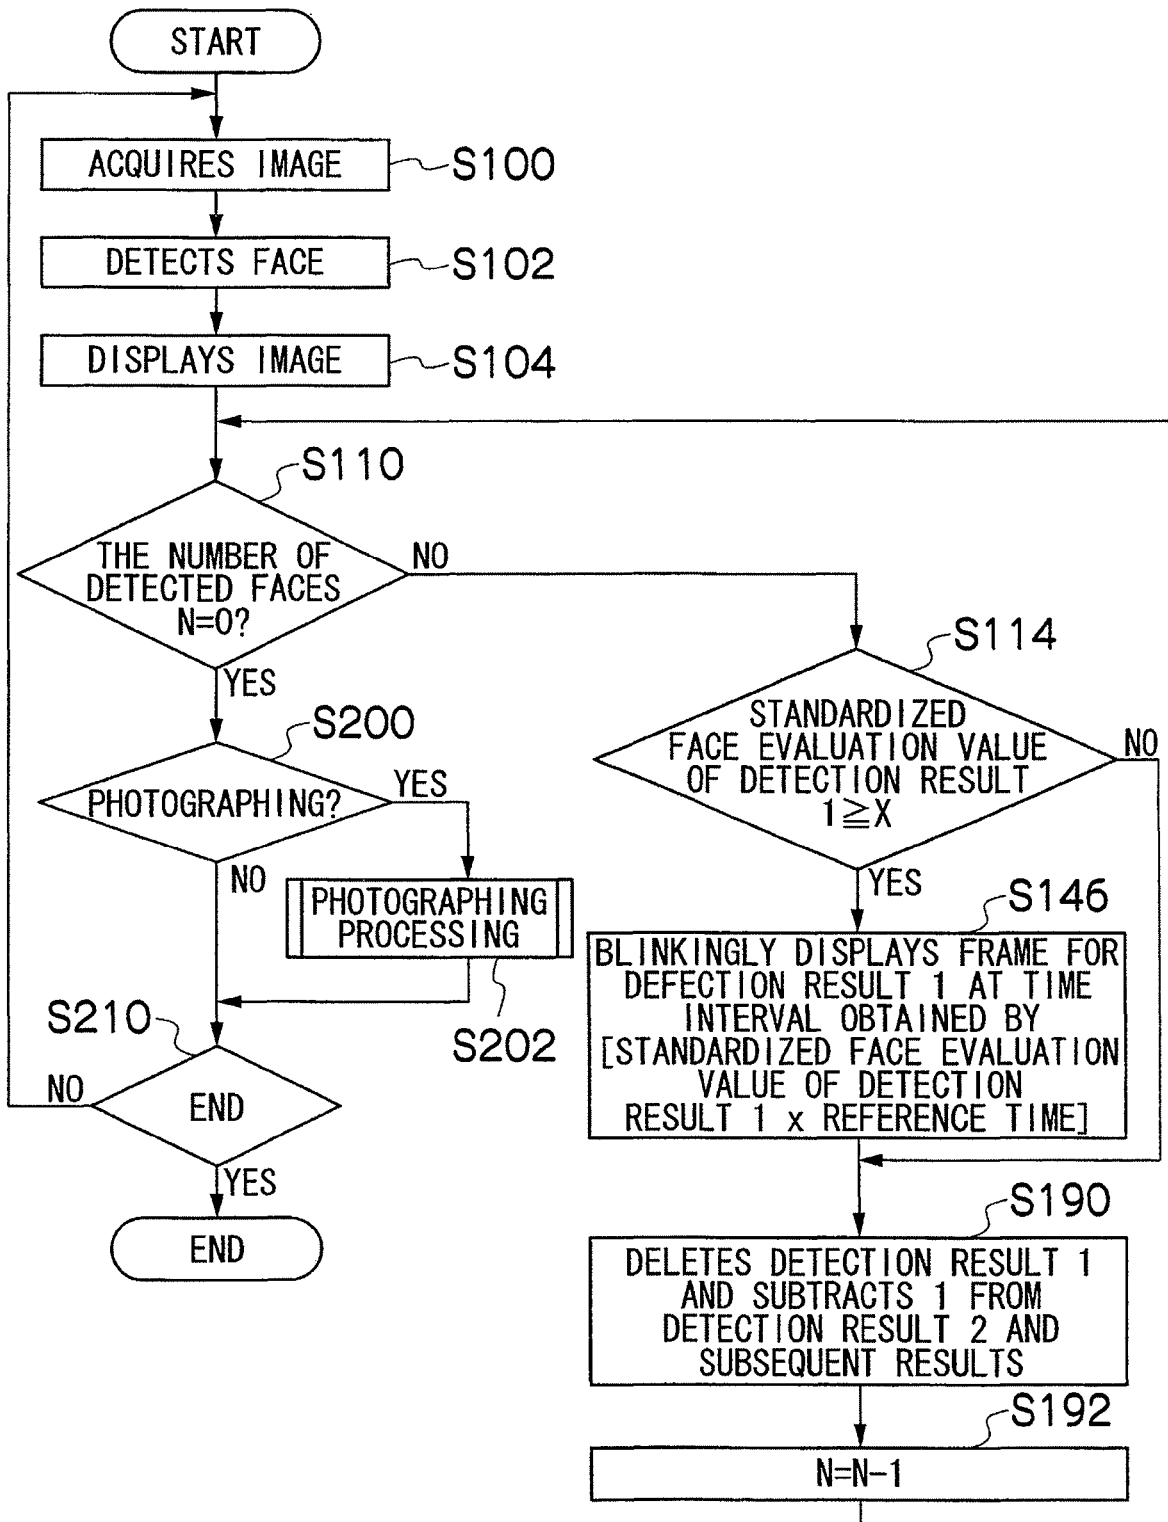 START
ACQUIRES IMAGE
S100
DETECTS FACE
S102
DISPLAYS IMAGE
S104
S110
THE NUMBER OF
DETECTED FACES
N=0?
NO
YES
S200
PHOTOGRAPHING?
YES
NO
PHOTOGRAPHING
PROCESSING
S202
S210
END
NO
YES
END
S114
STANDARDIZED
FACE EVALUATION VALUE
OF DETECTION RESULT
1≧X
NO
YES
S146
BLINKINGLY DISPLAYS FRAME FOR
DEFECTION RESULT 1 AT TIME
INTERVAL OBTAINED BY
[STANDARDIZED FACE EVALUATION
VALUE OF DETECTION
RESULT 1 x REFERENCE TIME]
S190
DELETES DETECTION RESULT 1
AND SUBTRACTS 1 FROM
DETECTION RESULT 2 AND
SUBSEQUENT RESULTS
S192
N=N-1